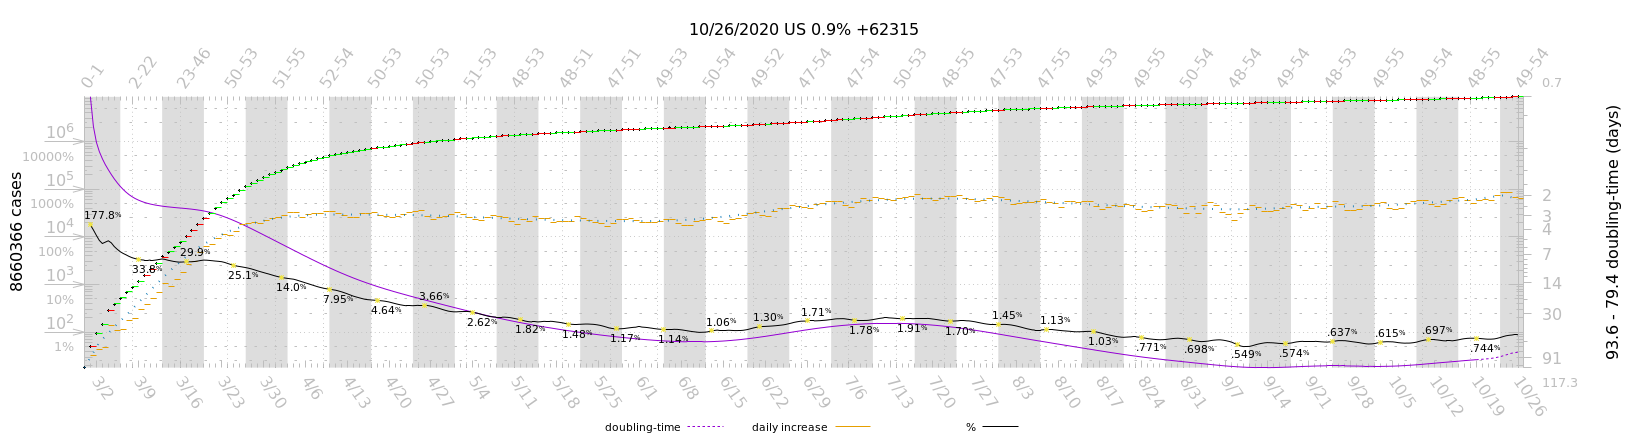 10/26/2020 US 0.9% +62315
0-1 2-22 23-46 50-53 51-55 52-54 50-53 50-53 51-53 48-53 48-51 47-51 49-53 50-54 49-52 47-54 47-54 50-53 47-53 47-55 49-53 49-55 50-54 48-54 49-54 48-53 49-55 49-54 48-55 49-54
0.7
10^6
10000%
10^5
1000%
2
177.8%
3
10^4
4
33.8% 29.9%
100%
7
25.1%
10^3
14.0%
14
7.95% 4.64% 3.66%
10%
30
10^2
2.62% 1.82% 1.48% 1.17% 1.14% 1.06% 1.30% 1.71% 1.78% 1.91% 1.70% 1.45% 1.13% 1.03% .771% .698% .549% .574% .637% .615% .697% .744%
1%
91
117.3
8660366 cases
93.6 - 79.4 doubling-time (days)
3/2 3/9 3/16 3/23 3/30 4/6 4/13 4/20 4/27 5/4 5/11 5/18 5/25 6/1 6/8 6/15 6/22 6/29 7/6 7/13 7/20 7/27 8/3 8/10 8/17 8/24 8/31 9/7 9/14 9/21 9/28 10/5 10/12 10/19 10/26
doubling-time daily increase %